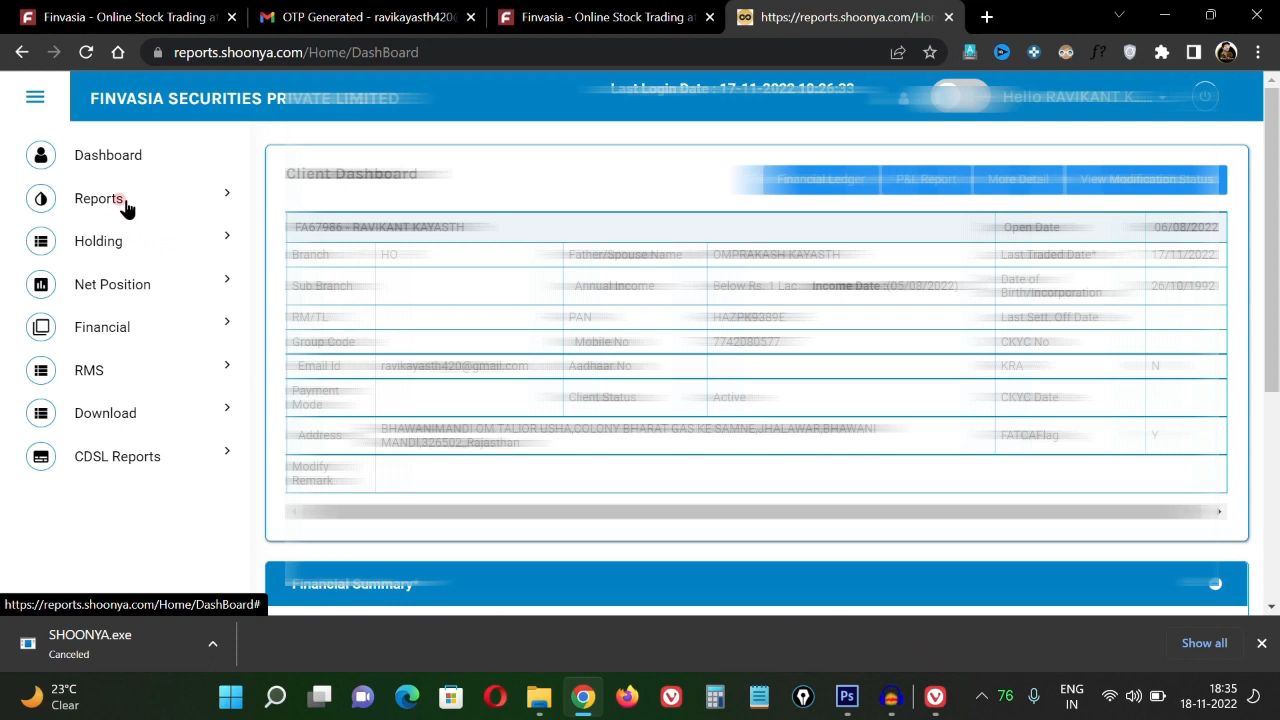 Finvasia - Online Stock Trading at
OTP Generated - ravikayasth420@
Finvasia - Online Stock Trading at
https://reports.shoonya.com/Hom
reports.shoonya.com/Home/DashBoard
FINVASIA SECURITIES PRIVATE LIMITED
Last Login Date : 17-11-2022 10:26:33
Hello RAVIKANT K
Dashboard
Reports
Holding
Net Position
Financial
RMS
Download
CDSL Reports
Client Dashboard
Financial Ledger P&L Report More Detail View Modification Status
FA67986 - RAVIKANT KAYASTH Open Date 06/08/2022
Branch HO Father/Spouse Name OMPRAKASH KAYASTH Last Traded Date* 17/11/2022
Sub Branch Annual Income Below Rs. 1 Lac Income Date :(05/08/2022) Date of Birth/Incorporation 26/10/1992
RM/TL PAN HAZPK9389E Last Sett. Off Date
Group Code Mobile No 7742080577 CKYC No
Email Id ravikayasth420@gmail.com Aadhaar No KRA N
Payment Mode Client Status Active CKYC Date
Address BHAWANIMANDI OM TALIOR USHA,COLONY BHARAT GAS KE SAMNE,JHALAWAR,BHAWANI
MANDI,326502,,Rajasthan FATCAFlag Y
Modify
Remark
Financial Summary*
https://reports.shoonya.com/Home/DashBoard#
SHOONYA.exe
Canceled
Show all
23°C
Clear
76
ENG
IN
18:35
18-11-2022